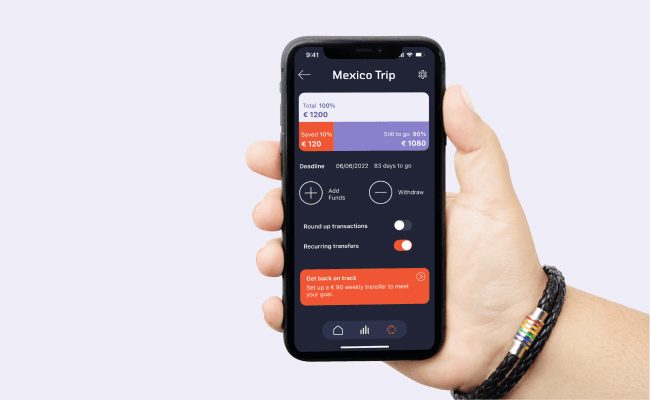 9:41
Mexico Trip
Total 100%
€ 1200
Saved 10% Still to go 90%
€ 120 € 1080
Deadline 06/06/2022 83 days to go
Add
Funds
Withdraw
Round up transactions
Recurring transfers
Get back on track
Set up a € 90 weekly transfer to meet
your goal.